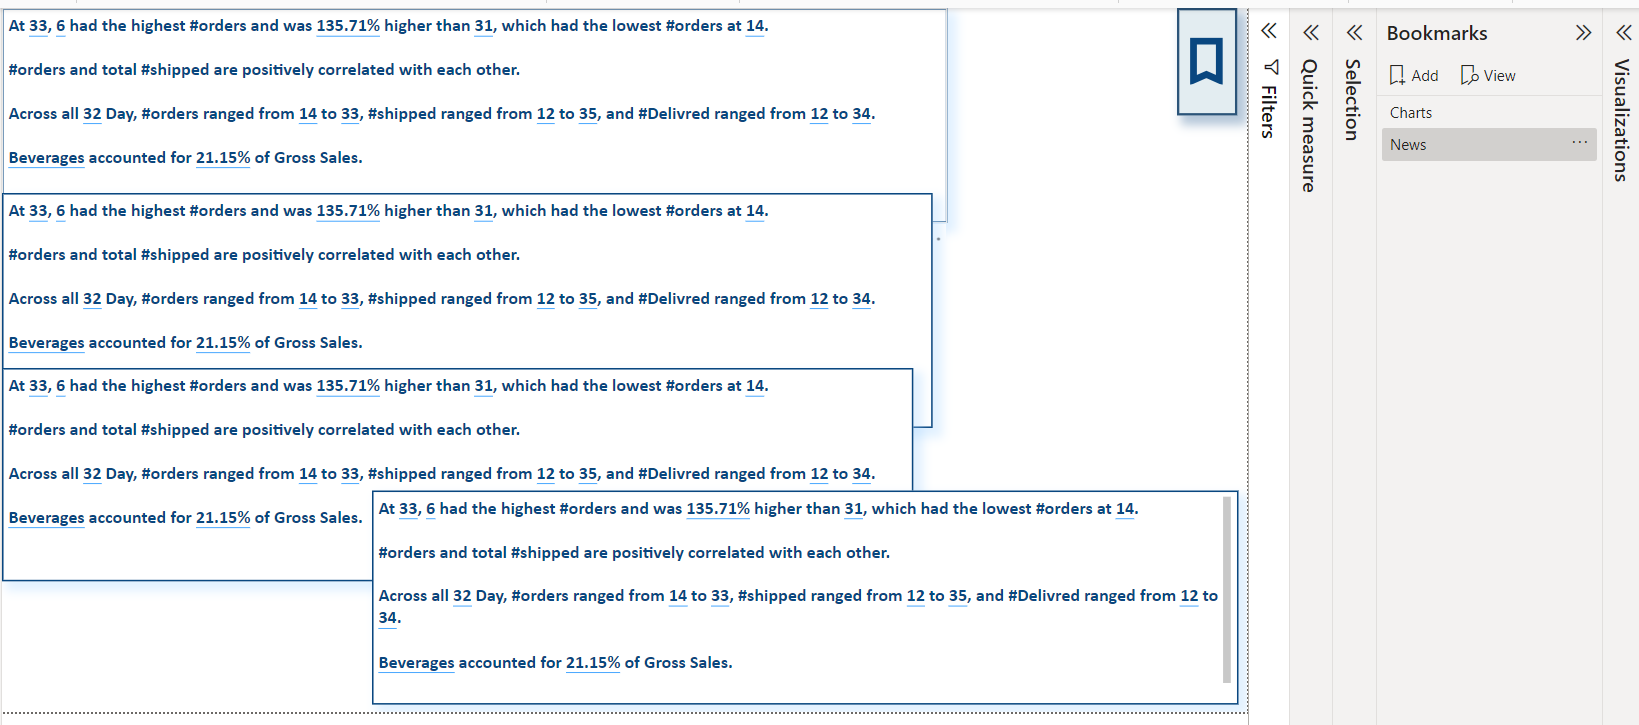 At 33, 6 had the highest #orders and was 135.71% higher than 31, which had the lowest #orders at 14.
#orders and total #shipped are positively correlated with each other.
Across all 32 Day, #orders ranged from 14 to 33, #shipped ranged from 12 to 35, and #Delivred ranged from 12 to 34.
Beverages accounted for 21.15% of Gross Sales.
At 33, 6 had the highest #orders and was 135.71% higher than 31, which had the lowest #orders at 14.
#orders and total #shipped are positively correlated with each other.
Across all 32 Day, #orders ranged from 14 to 33, #shipped ranged from 12 to 35, and #Delivred ranged from 12 to 34.
Beverages accounted for 21.15% of Gross Sales.
At 33, 6 had the highest #orders and was 135.71% higher than 31, which had the lowest #orders at 14.
#orders and total #shipped are positively correlated with each other.
Across all 32 Day, #orders ranged from 14 to 33, #shipped ranged from 12 to 35, and #Delivred ranged from 12 to 34.
Beverages accounted for 21.15% of Gross Sales.
At 33, 6 had the highest #orders and was 135.71% higher than 31, which had the lowest #orders at 14.
#orders and total #shipped are positively correlated with each other.
Across all 32 Day, #orders ranged from 14 to 33, #shipped ranged from 12 to 35, and #Delivred ranged from 12 to
34.
Beverages accounted for 21.15% of Gross Sales.
Filters
Quick measure
Selection
Bookmarks
Add View
Charts
News
Visualizations